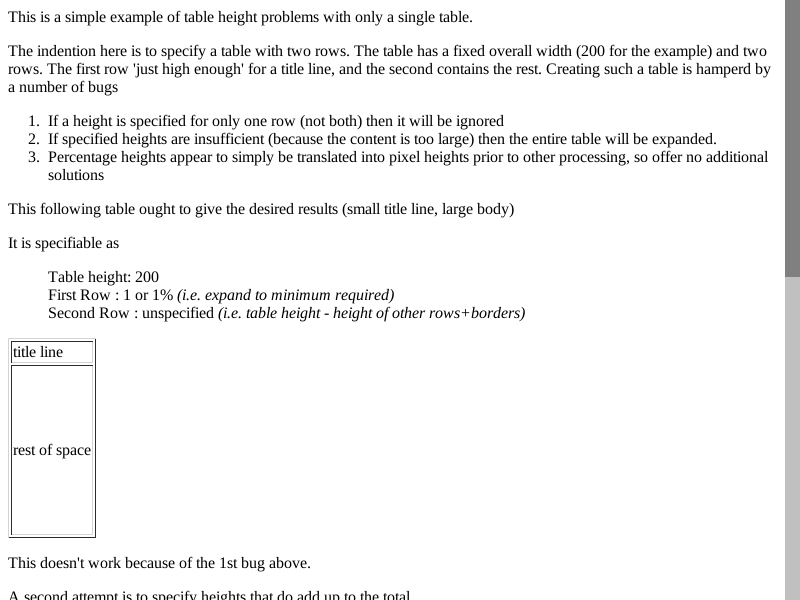 This is a simple example of table height problems with only a single table.
The indention here is to specify a table with two rows. The table has a fixed overall width (200 for the example) and two
rows. The first row 'just high enough' for a title line, and the second contains the rest. Creating such a table is hamperd by
a number of bugs
1. If a height is specified for only one row (not both) then it will be ignored
2. If specified heights are insufficient (because the content is too large) then the entire table will be expanded.
3. Percentage heights appear to simply be translated into pixel heights prior to other processing, so offer no additional
solutions
This following table ought to give the desired results (small title line, large body)
It is specifiable as
Table height: 200
First Row : 1 or 1% (i.e. expand to minimum required)
Second Row : unspecified (i.e. table height - height of other rows+borders)
title line
rest of space
This doesn't work because of the 1st bug above.
A second attempt is to specify heights that do add up to the total